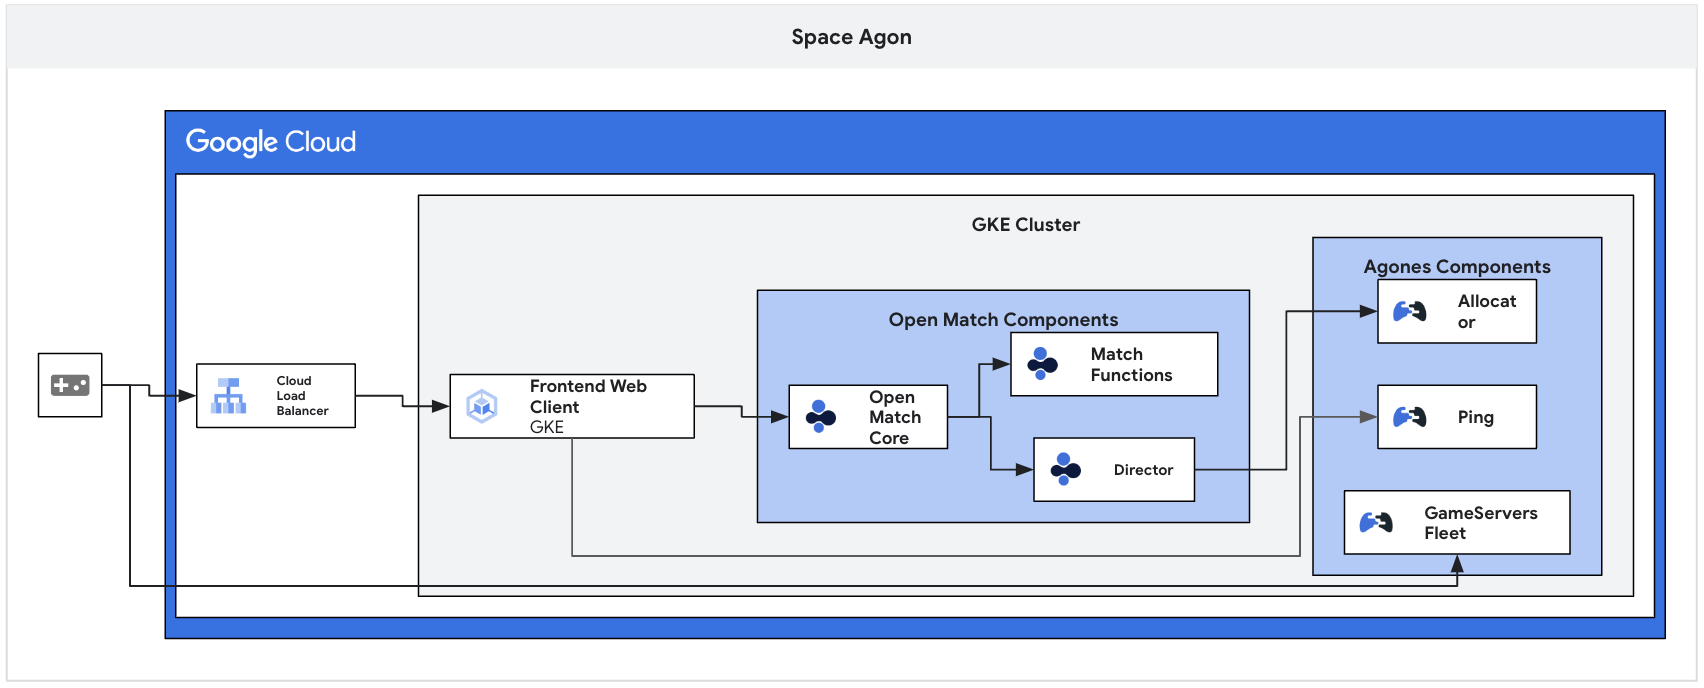 Space Agon
Google Cloud
GKE Cluster
Agones Components
Allocat
or
Open Match Components
Match
Functions
Cloud
Load
Balancer
Frontend Web
Client
GKE
Open
Match
Core
Ping
Director
GameServers
Fleet